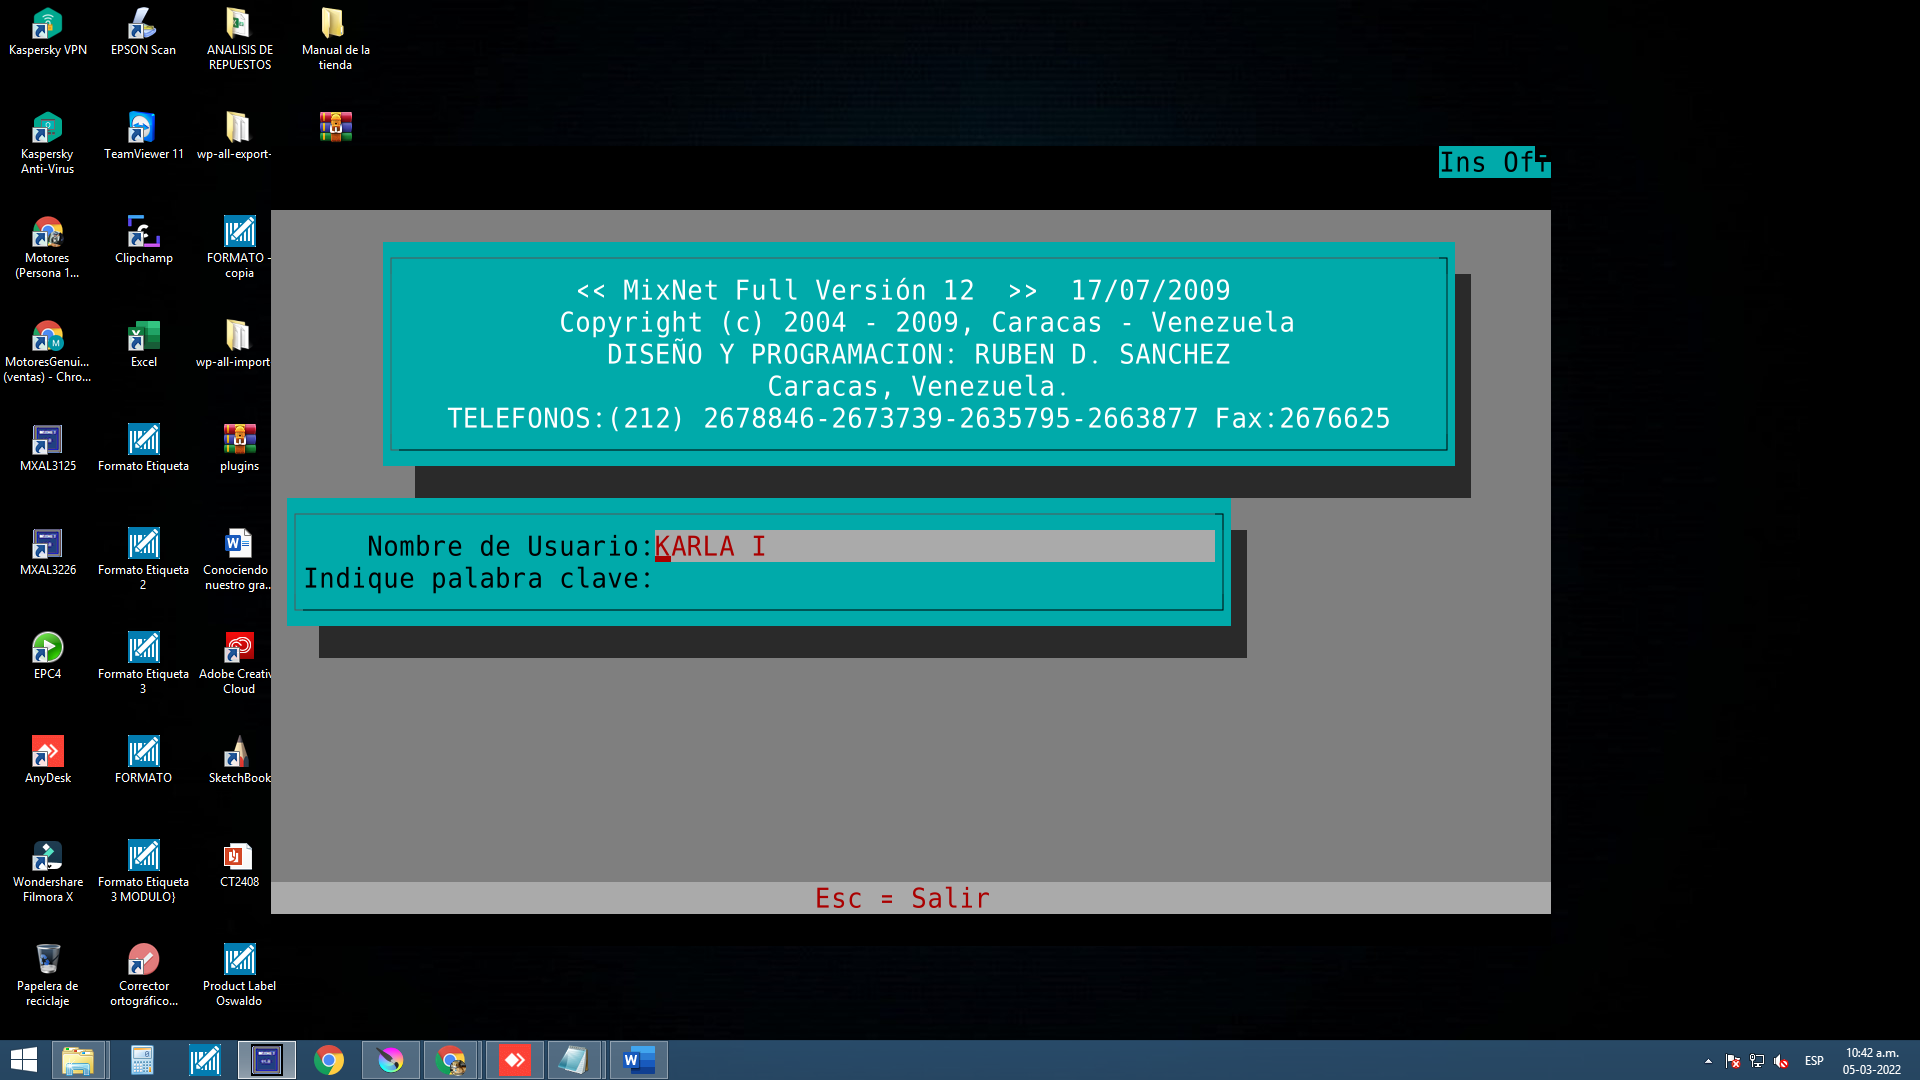 Kaspersky VPN
EPSON Scan
ANALISIS DE
REPUESTOS
Manual de la
tienda
Kaspersky
Anti-Virus
TeamViewer 11
wp-all-export-
Ins Off
Motores
(Persona 1...
Clipchamp
FORMATO -
copia
<< MixNet Full Versión 12  >>  17/07/2009
Copyright (c) 2004 - 2009, Caracas - Venezuela
DISEÑO Y PROGRAMACION: RUBEN D. SANCHEZ
Caracas, Venezuela.
TELEFONOS:(212) 2678846-2673739-2635795-2663877 Fax:2676625
MotoresGenui...
(ventas) - Chro...
Excel
wp-all-import
MXAL3125
Formato Etiqueta
plugins
Nombre de Usuario:KARLA I
Indique palabra clave:
MXAL3226
Formato Etiqueta
2
Conociendo
nuestro gra..
EPC4
Formato Etiqueta
3
Adobe Creativ
Cloud
AnyDesk
FORMATO
SketchBook
Wondershare
Filmora X
Formato Etiqueta
3 MODULO}
CT2408
Esc = Salir
Papelera de
reciclaje
Corrector
ortográfico...
Product Label
Oswaldo
ESP
10:42 a.m.
05-03-2022